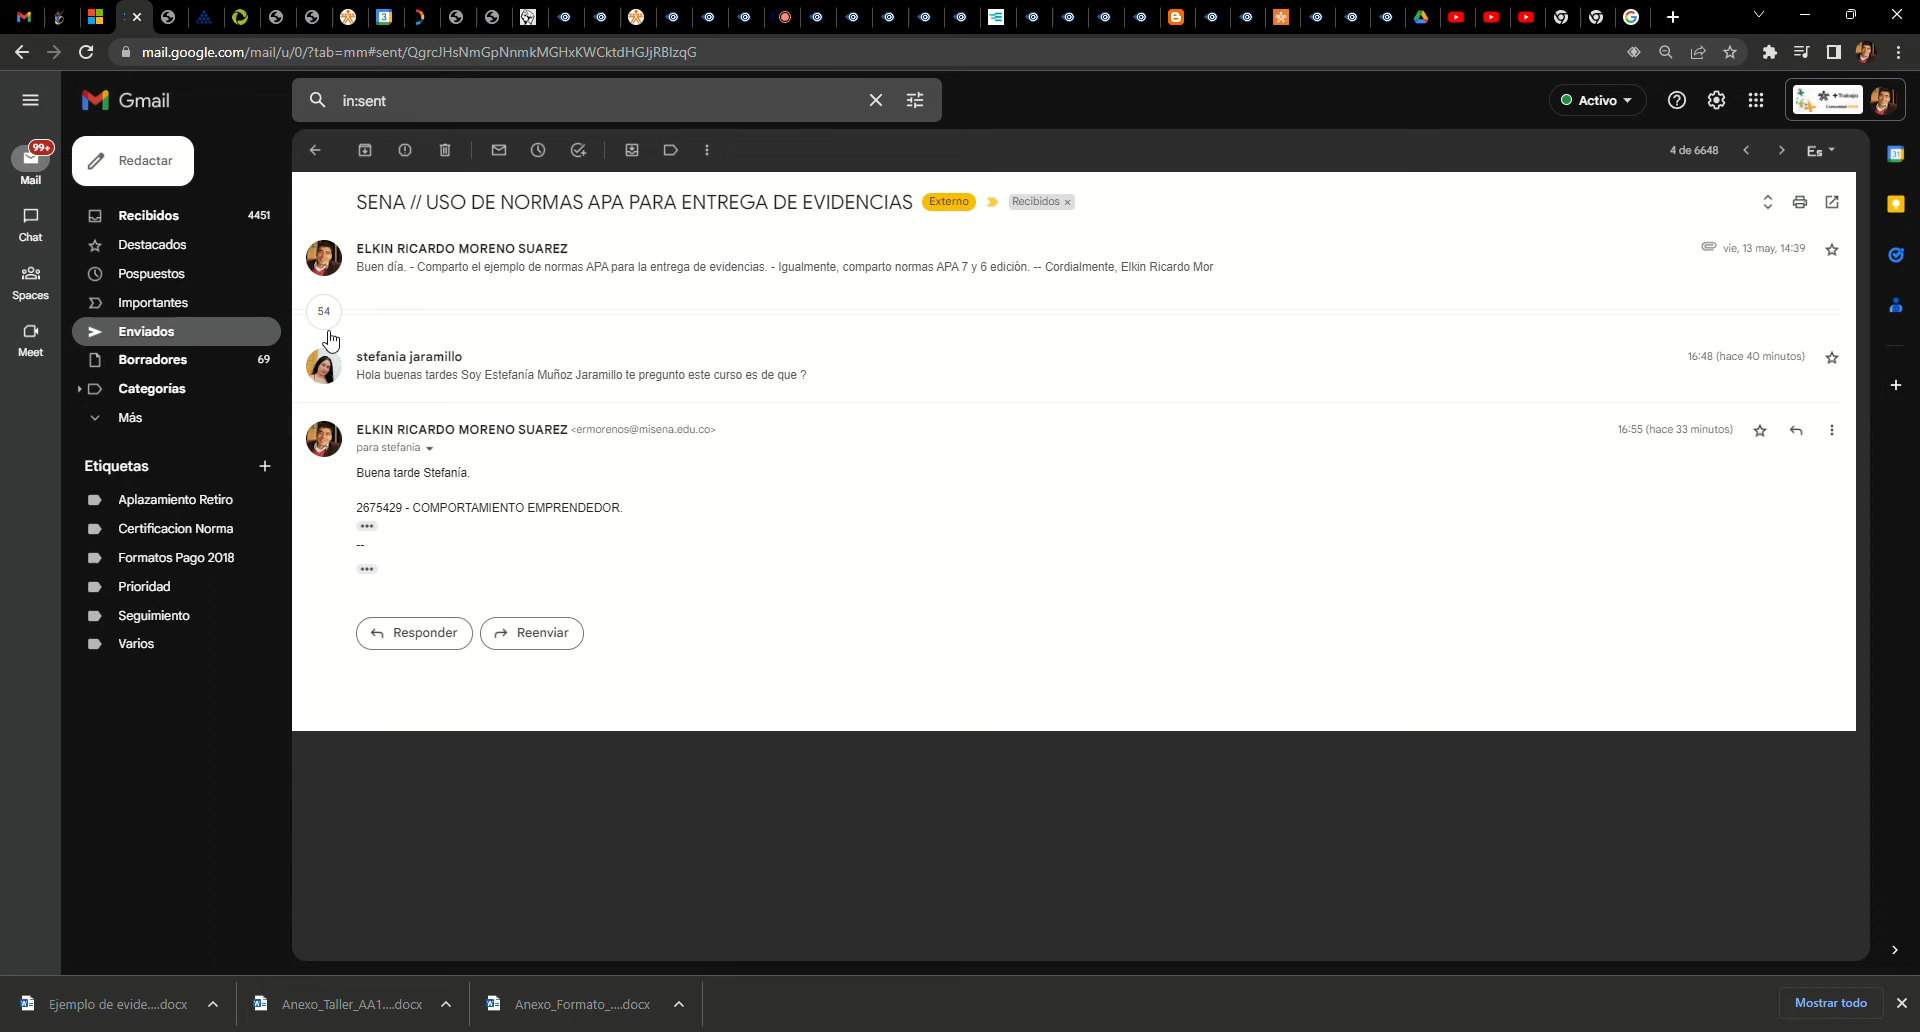 mail.google.com/mail/u/0/?tab=mm#sent/QgrcJHsNmGpNnmkMGHxKWCktdHGJjRBlzqG
Gmail
in:sent
Activo
+Trabajo
99+
Mail
Redactar
4 de 6648
Es
Chat
Spaces
Meet
Recibidos 4451
Destacados
Pospuestos
Importantes
Enviados
Borradores 69
Categorías
Más
Etiquetas
Aplazamiento Retiro
Certificacion Norma
Formatos Pago 2018
Prioridad
Seguimiento
Varios
SENA // USO DE NORMAS APA PARA ENTREGA DE EVIDENCIAS Externo Recibidos x
ELKIN RICARDO MORENO SUAREZ vie, 13 may, 14:39
Buen día. - Comparto el ejemplo de normas APA para la entrega de evidencias. - Igualmente, comparto normas APA 7 y 6 edición. -- Cordialmente, Elkin Ricardo Mor
54
stefania jaramillo 16:48 (hace 40 minutos)
Hola buenas tardes Soy Estefanía Muñoz Jaramillo te pregunto este curso es de que ?
ELKIN RICARDO MORENO SUAREZ <ermorenos@misena.edu.co> 16:55 (hace 33 minutos)
para stefania
Buena tarde Stefanía.
2675429 - COMPORTAMIENTO EMPRENDEDOR.
--
Responder Reenviar
Ejemplo de evide....docx Anexo_Taller_AA1....docx Anexo_Formato_....docx Mostrar todo